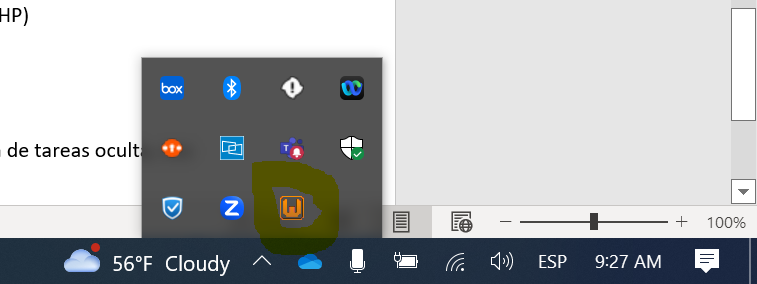 HP)
de tareas oculta
box
T
Z
W
100%
56°F Cloudy
ESP
9:27 AM